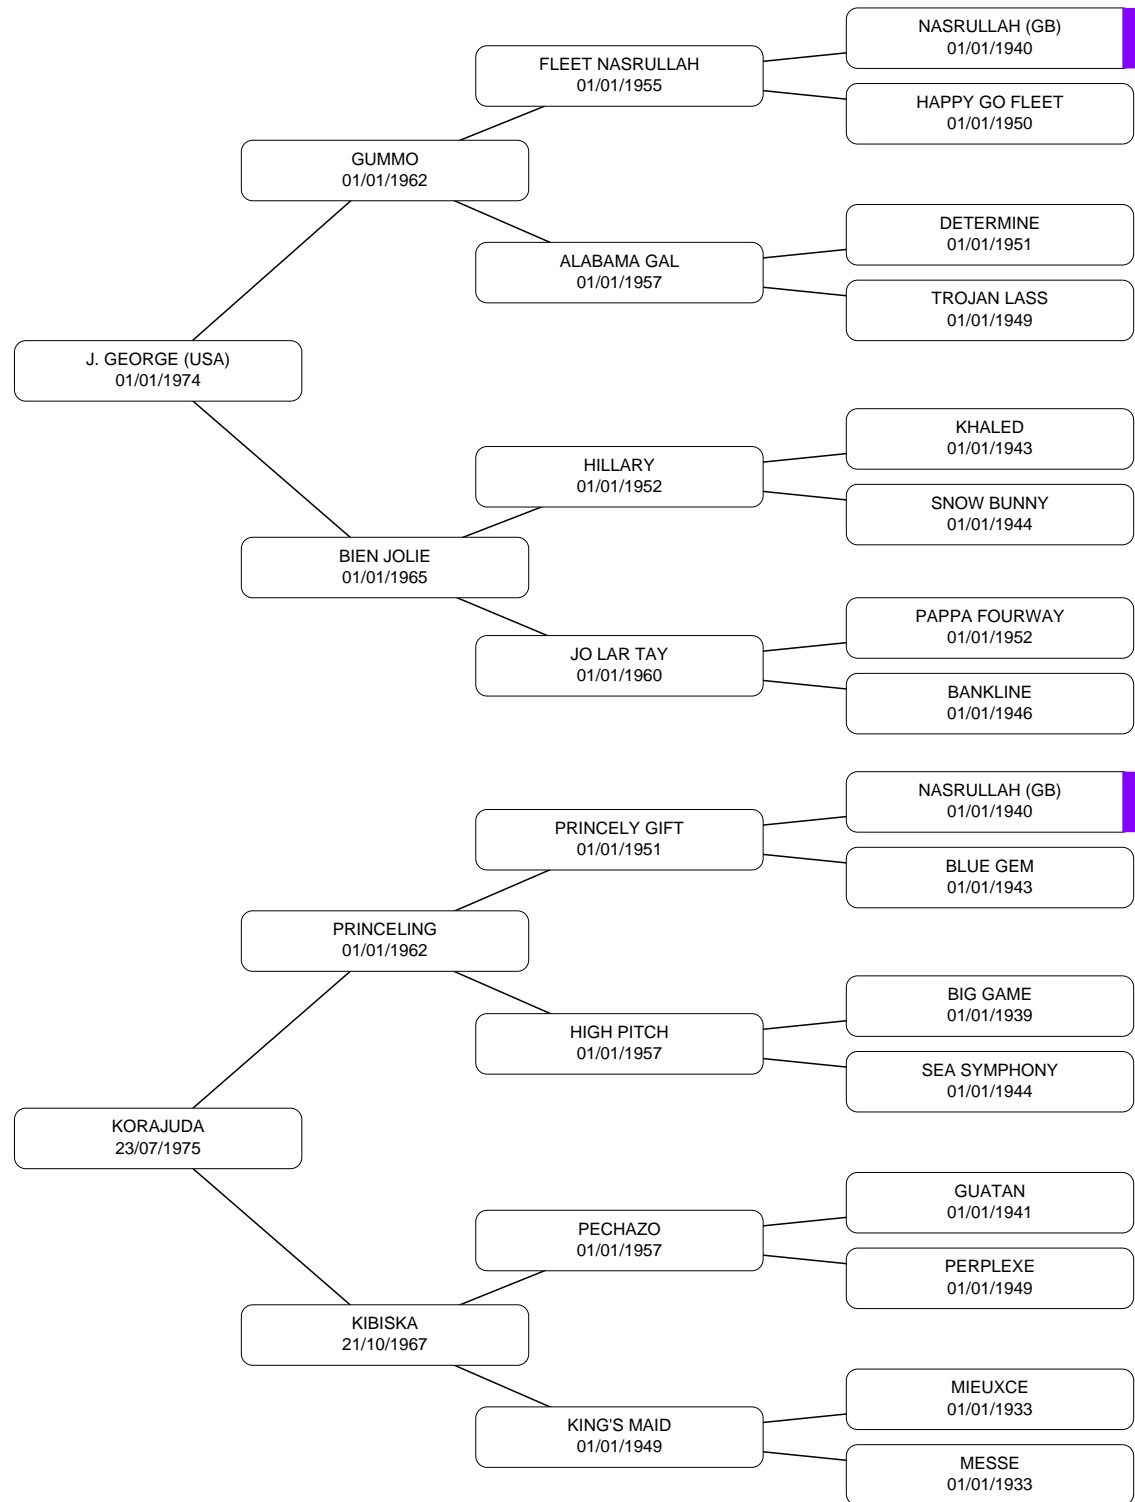 NASRULLAH (GB)
01/01/1940
FLEET NASRULLAH
01/01/1955
HAPPY GO FLEET
01/01/1950
GUMMO
01/01/1962
DETERMINE
01/01/1951
ALABAMA GAL
01/01/1957
TROJAN LASS
01/01/1949
J. GEORGE (USA)
01/01/1974
KHALED
01/01/1943
HILLARY
01/01/1952
SNOW BUNNY
01/01/1944
BIEN JOLIE
01/01/1965
PAPPA FOURWAY
01/01/1952
JO LAR TAY
01/01/1960
BANKLINE
01/01/1946
NASRULLAH (GB)
01/01/1940
PRINCELY GIFT
01/01/1951
BLUE GEM
01/01/1943
PRINCELING
01/01/1962
BIG GAME
01/01/1939
HIGH PITCH
01/01/1957
SEA SYMPHONY
01/01/1944
KORAJUDA
23/07/1975
GUATAN
01/01/1941
PECHAZO
01/01/1957
PERPLEXE
01/01/1949
KIBISKA
21/10/1967
MIEUXCE
01/01/1933
KING'S MAID
01/01/1949
MESSE
01/01/1933